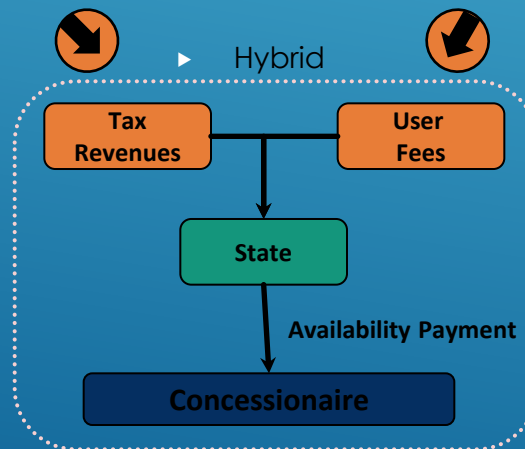 Hybrid
Tax
Revenues
User
Fees
State
Availability Payment
Concessionaire